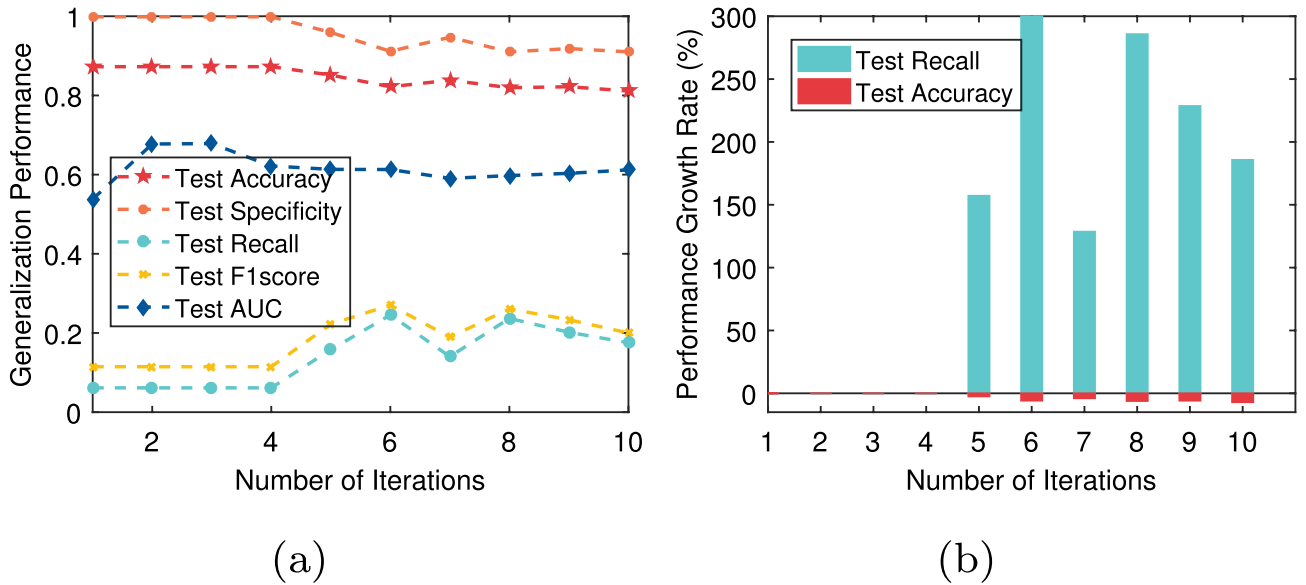 Generalization Performance
1
0.8
0.6
0.4
0.2
0
Test Accuracy
Test Specificity
Test Recall
Test F1score
Test AUC
2 4 6 8 10
Number of Iterations
(a)
Performance Growth Rate (%)
300
250
200
150
100
50
0
Test Recall
Test Accuracy
1 2 3 4 5 6 7 8 9 10
Number of Iterations
(b)